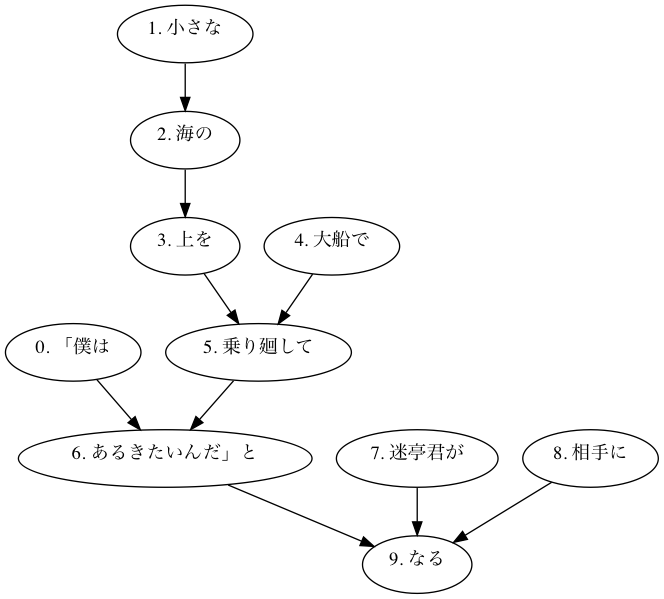 1. 小さな
2. 海の
3. 上を
4. 大船で
0. 「僕は
5. 乗り廻して
6. あるきたいんだ」と
7. 迷亭君が
8. 相手に
9. なる